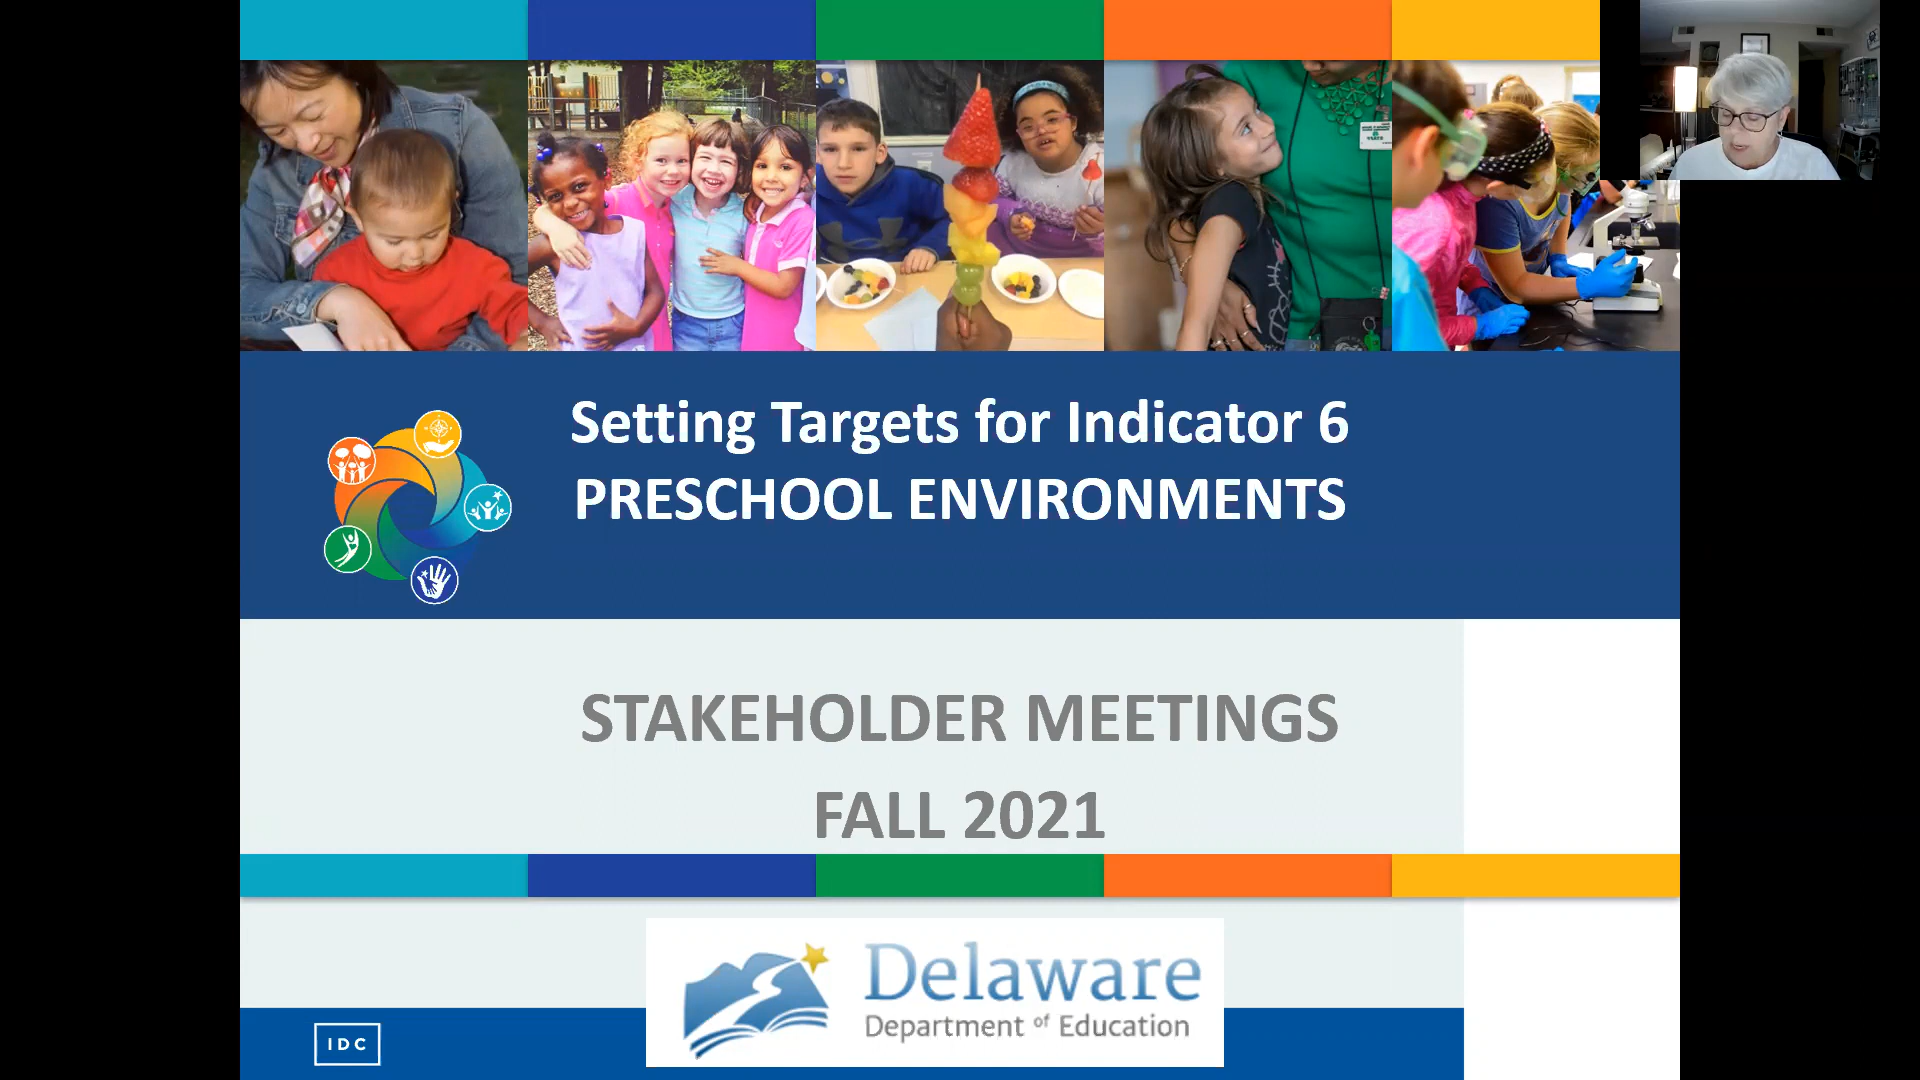 Setting Targets for Indicator 6
PRESCHOOL ENVIRONMENTS
STAKEHOLDER MEETINGS
FALL 2021
Delaware
Department of Education
IDC